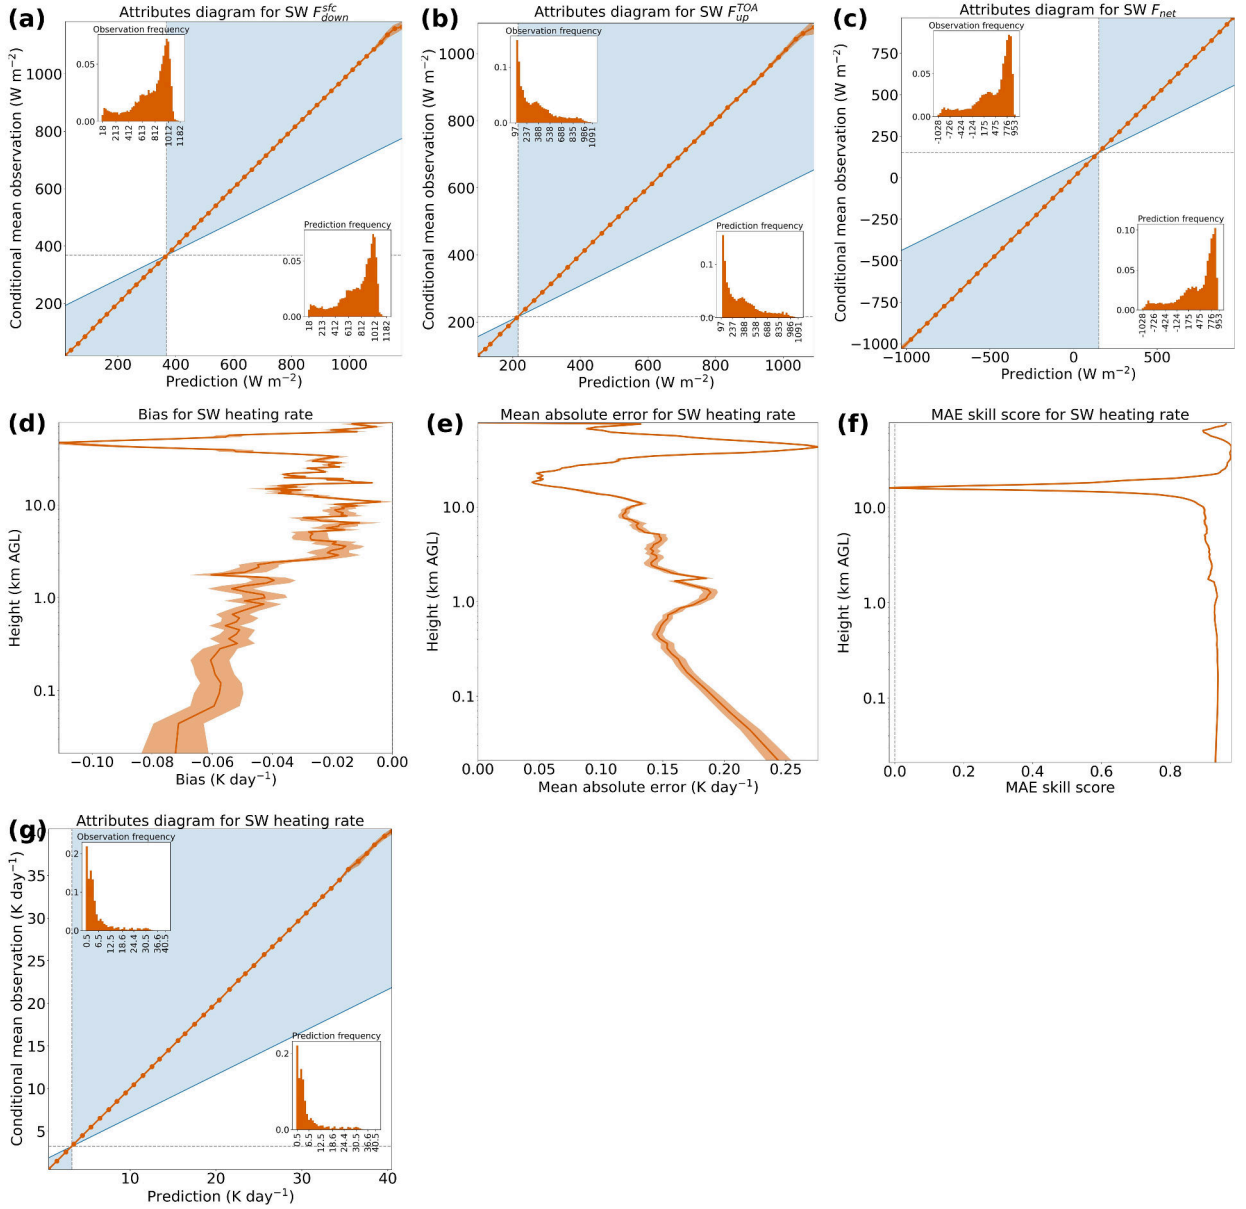 (a)
Attributes diagram for SW F_down^sfc
Conditional mean observation (W m−2)
1000
800
600
400
200
200 400 600 800 1000
Prediction (W m−2)
Observation frequency
0.05
0.00
18 213 412 613 812 1012 1182
Prediction frequency
0.05
0.00
18 213 412 613 812 1012 1182
(b)
Attributes diagram for SW F_up^TOA
Conditional mean observation (W m−2)
1000
800
600
400
200
200 400 600 800 1000
Prediction (W m−2)
Observation frequency
0.1
0.0
97 237 388 538 688 835 986 1091
Prediction frequency
0.1
0.0
97 237 388 538 688 835 986 1091
(c)
Attributes diagram for SW F_net
Conditional mean observation (W m−2)
750
500
250
0
−250
−500
−750
−1000
−1000 −500 0 500
Prediction (W m−2)
Observation frequency
0.05
0.00
-1028 -726 -424 -124 175 475 776 953
Prediction frequency
0.10
0.05
0.00
-1028 -726 -424 -124 175 475 776 953
(d)
Bias for SW heating rate
Height (km AGL)
10.0
1.0
0.1
−0.10 −0.08 −0.06 −0.04 −0.02 0.00
Bias (K day−1)
(e)
Mean absolute error for SW heating rate
Height (km AGL)
10.0
1.0
0.1
0.00 0.05 0.10 0.15 0.20 0.25
Mean absolute error (K day−1)
(f)
MAE skill score for SW heating rate
Height (km AGL)
10.0
1.0
0.1
−0.0 0.2 0.4 0.6 0.8
MAE skill score
(g)
Attributes diagram for SW heating rate
Conditional mean observation (K day−1)
40
35
30
25
20
15
10
5
10 20 30 40
Prediction (K day−1)
Observation frequency
0.2
0.1
0.0
0.5 6.5 12.5 18.6 24.4 30.5 36.6 40.5
Prediction frequency
0.2
0.1
0.0
0.5 6.5 12.5 18.6 24.4 30.5 36.6 40.5